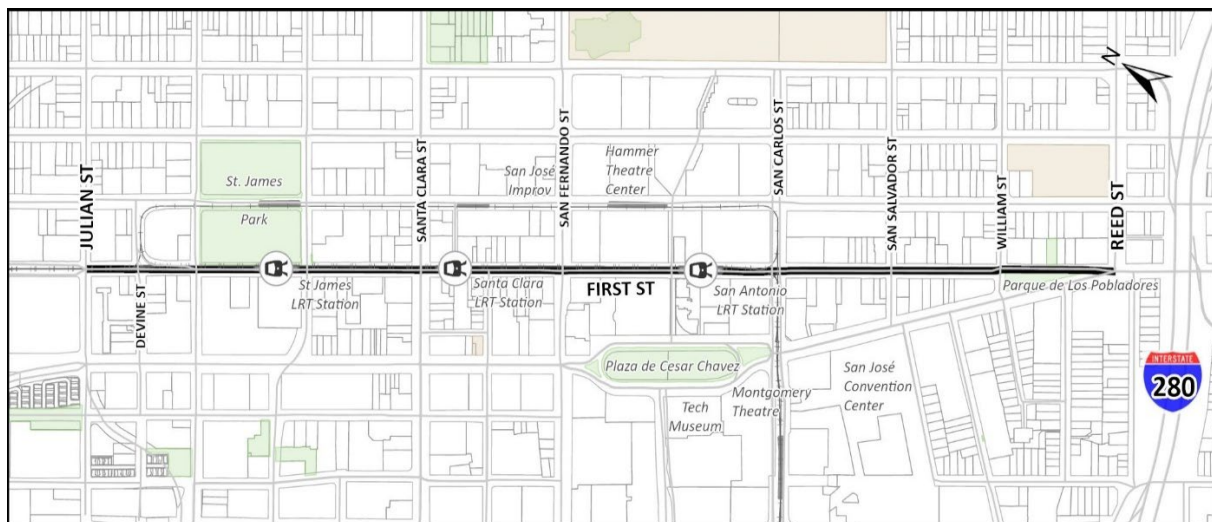 N
JULIAN ST
DEVINE ST
St. James
Park
SANTA CLARA ST
San José
Improv
SAN FERNANDO ST
Hammer
Theatre
Center
SAN CARLOS ST
SAN SALVADOR ST
WILLIAM ST
REED ST
St James
LRT Station
Santa Clara
LRT Station
FIRST ST
San Antonio
LRT Station
Parque de Los Pobladores
Plaza de Cesar Chavez
Montgomery
Theatre
Tech
Museum
San José
Convention
Center
INTERSTATE
280